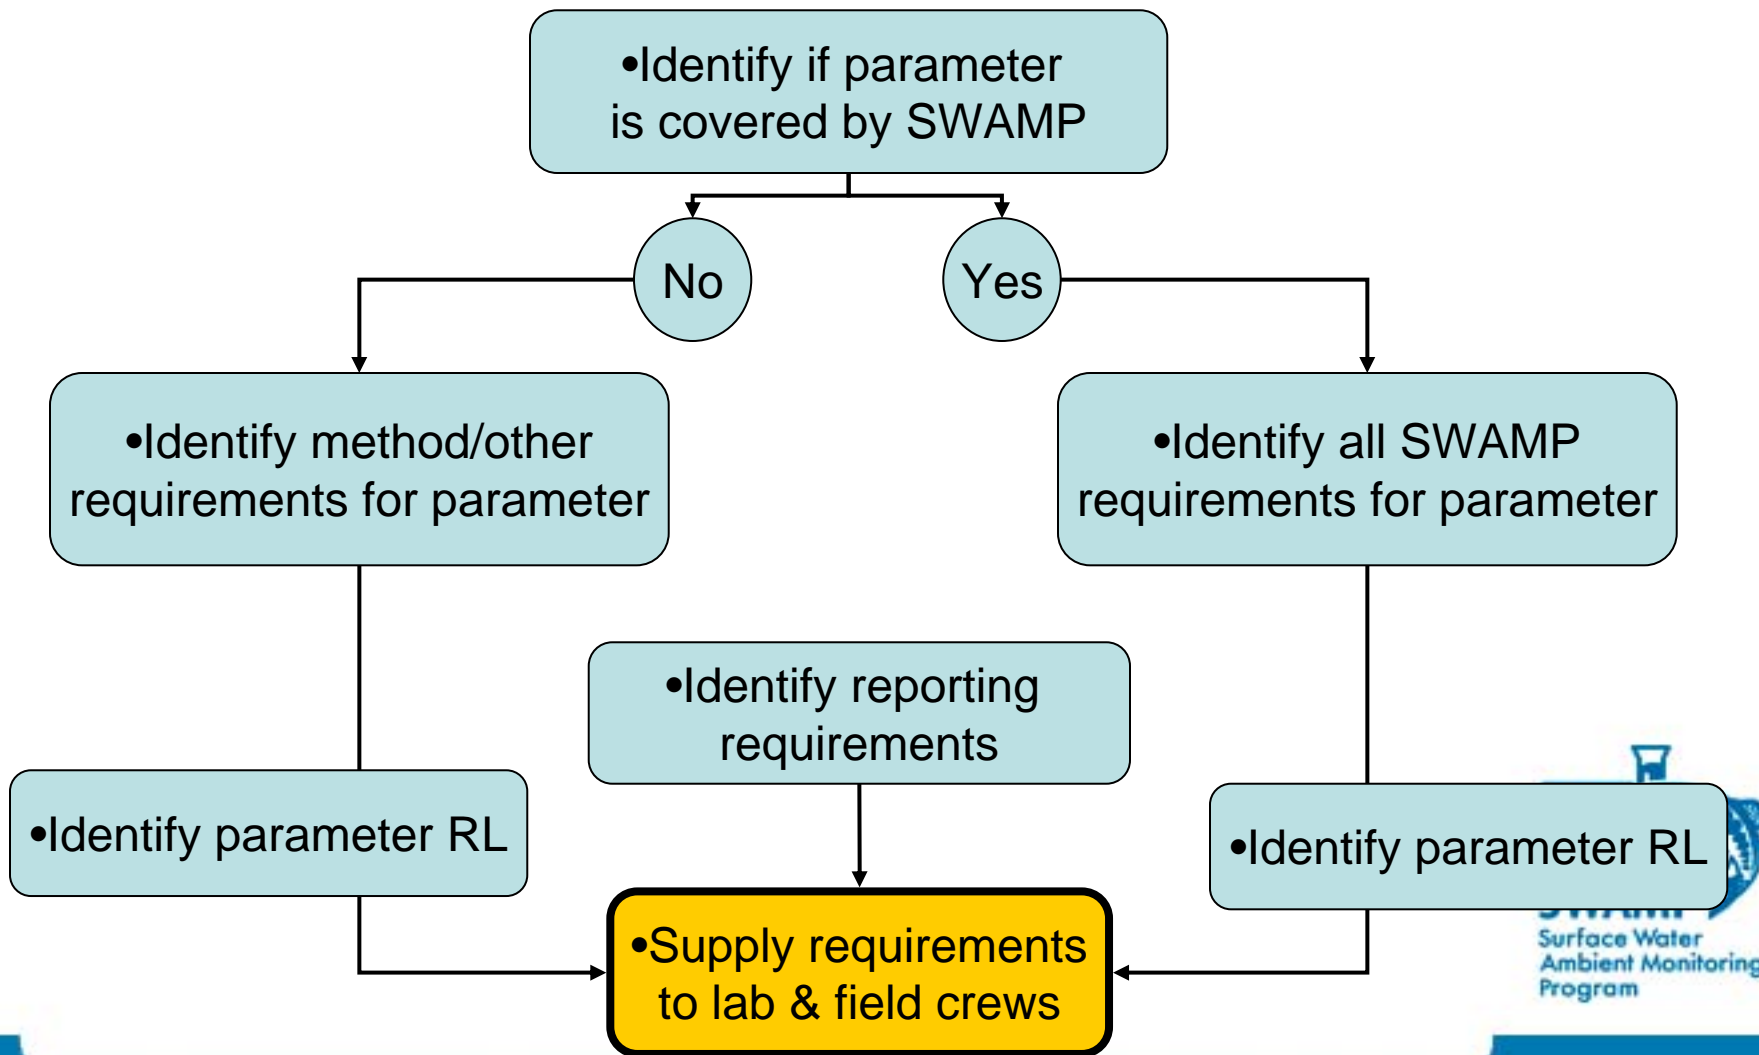 •Identify if parameter
is covered by SWAMP
No
Yes
•Identify method/other
requirements for parameter
•Identify all SWAMP
requirements for parameter
•Identify reporting
requirements
•Identify parameter RL
•Identify parameter RL
•Supply requirements
to lab & field crews
SWAMP
Surface Water
Ambient Monitoring
Program